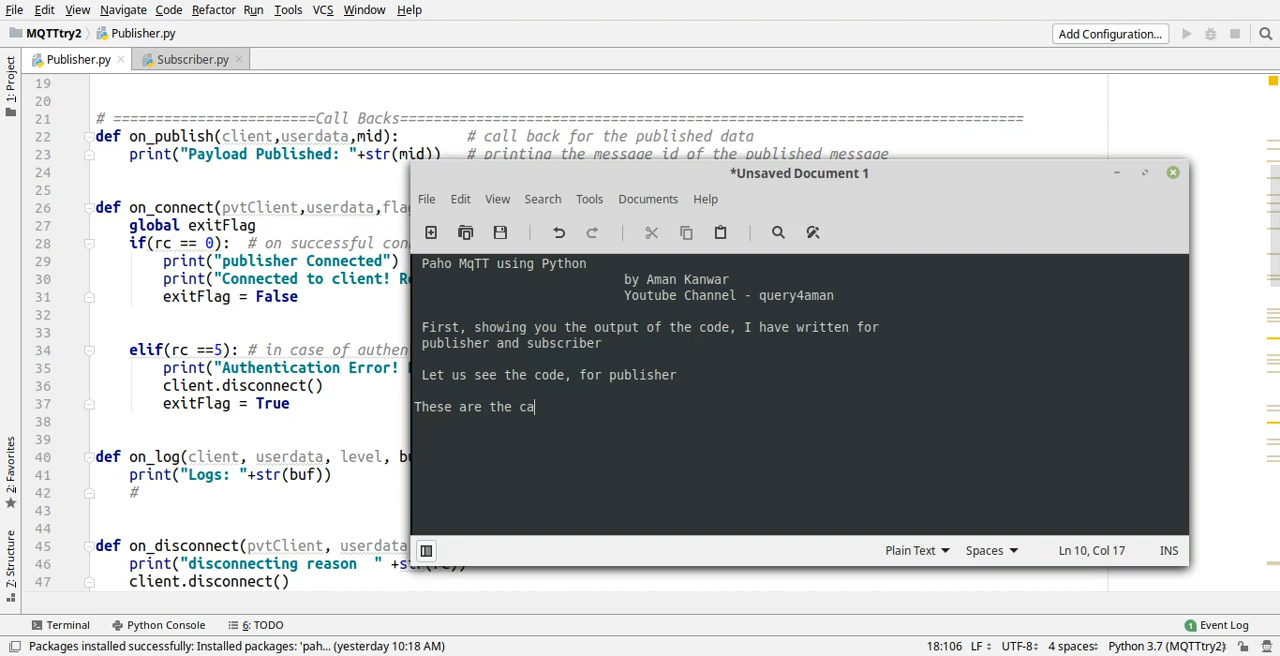 File Edit View Navigate Code Refactor Run Tools VCS Window Help
MQTTtry2 Publisher.py Add Configuration...
Publisher.py Subscriber.py
1: Project
2: Favorites
7: Structure
19
20
21 # ========================Call Backs==========================================================================
22 def on_publish(client,userdata,mid): # call back for the published data
23 print("Payload Published: "+str(mid)) # printing the message id of the published message
24
25
26 def on_connect(pvtClient,userdata,flag
27 global exitFlag
28 if(rc == 0): # on successful con
29 print("publisher Connected")
30 print("Connected to client! Re
31 exitFlag = False
32
33
34 elif(rc ==5): # in case of authen
35 print("Authentication Error!
36 client.disconnect()
37 exitFlag = True
38
39
40 def on_log(client, userdata, level, bu
41 print("Logs: "+str(buf))
42 #
43
44
45 def on_disconnect(pvtClient, userdata
46 print("disconnecting reason " +str(rc))
47 client.disconnect()
*Unsaved Document 1
File Edit View Search Tools Documents Help
Paho MqTT using Python
by Aman Kanwar
Youtube Channel - query4aman
First, showing you the output of the code, I have written for
publisher and subscriber
Let us see the code, for publisher
These are the ca
Plain Text Spaces Ln 10, Col 17 INS
Terminal Python Console 6: TODO 1 Event Log
Packages installed successfully: Installed packages: 'pah... (yesterday 10:18 AM) 18:106 LF UTF-8 4 spaces Python 3.7 (MQTTtry2)